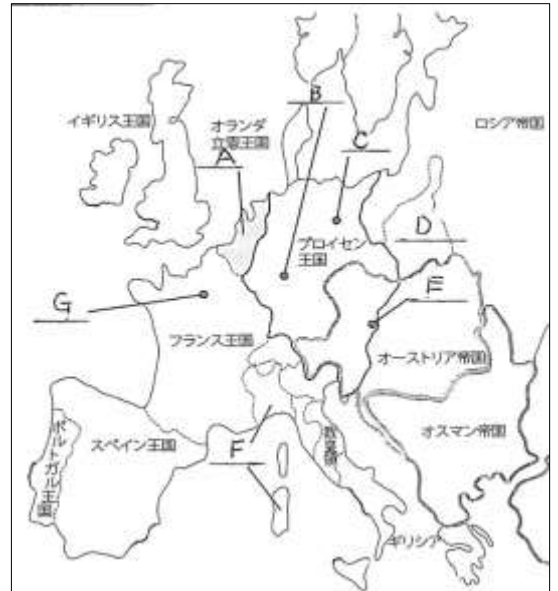 B
イギリス王国
オランダ
立憲王国
A
C
ロシア帝国
プロイセン
王国
D
G
E
フランス王国
オーストリア帝国
ポルトガル王国
スペイン王国
F
教皇領
オスマン帝国
ギリシア